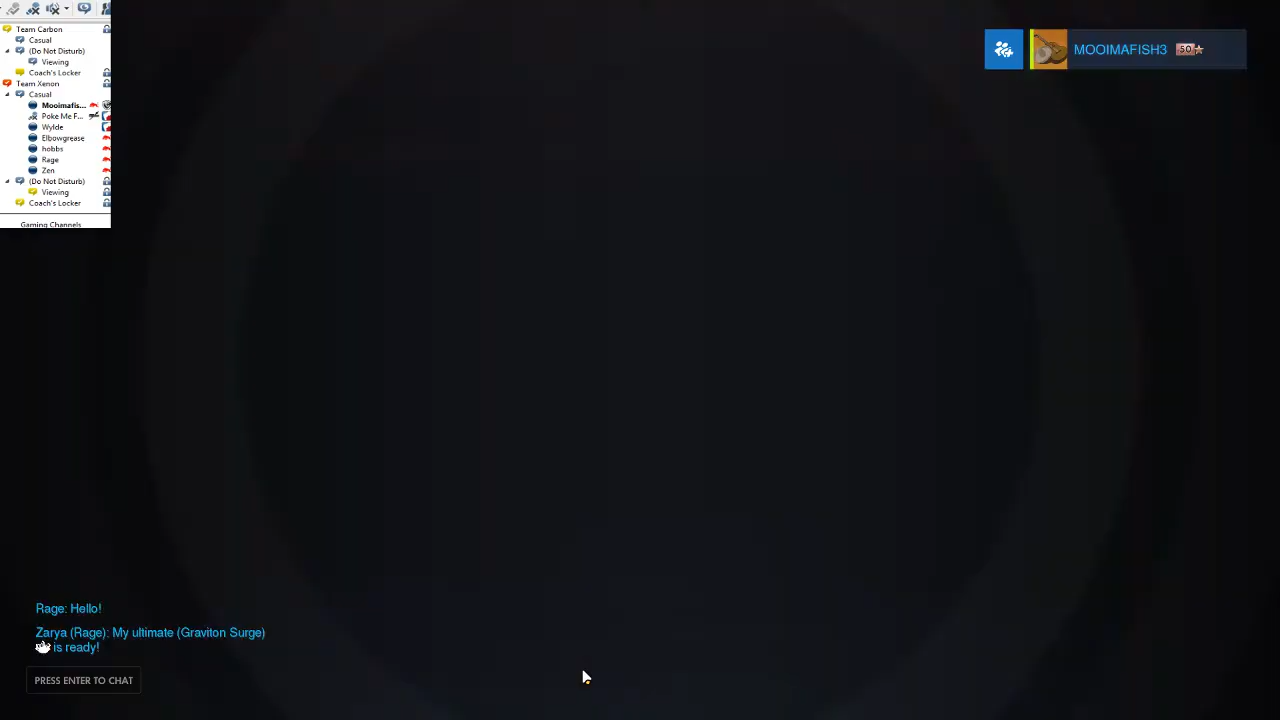 Team Carbon
Casual
(Do Not Disturb)
Viewing
Coach's Locker
Team Xenon
Casual
Mooimafis...
Poke Me F...
Wylde
Elbowgrease
hobbs
Rage
Zen
(Do Not Disturb)
Viewing
Coach's Locker
Gaming Channels
MOOIMAFISH3 50
Rage: Hello!
Zarya (Rage): My ultimate (Graviton Surge)
is ready!
PRESS ENTER TO CHAT